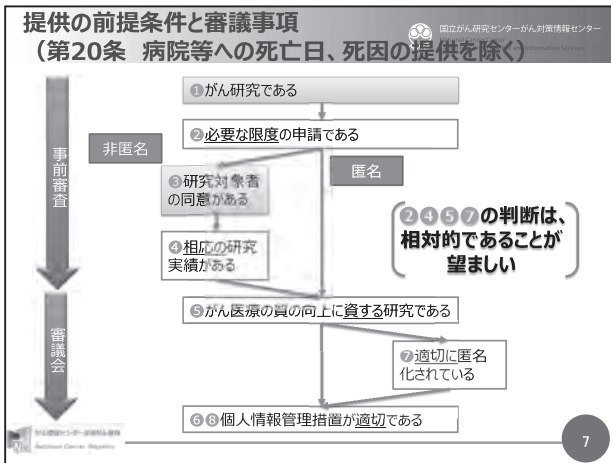 提供の前提条件と審議事項
（第20条 病院等への死亡日、死因の提供を除く）
国立がん研究センターがん対策情報センター
❶がん研究である
❷必要な限度の申請である
非匿名
匿名
事前審査
❸研究対象者
の同意がある
❹相応の研究
実績がある
❷❹❺❼の判断は、
相対的であることが
望ましい
❺がん医療の質の向上に資する研究である
審議会
❼適切に匿名
化されている
❻❽個人情報管理措置が適切である
7